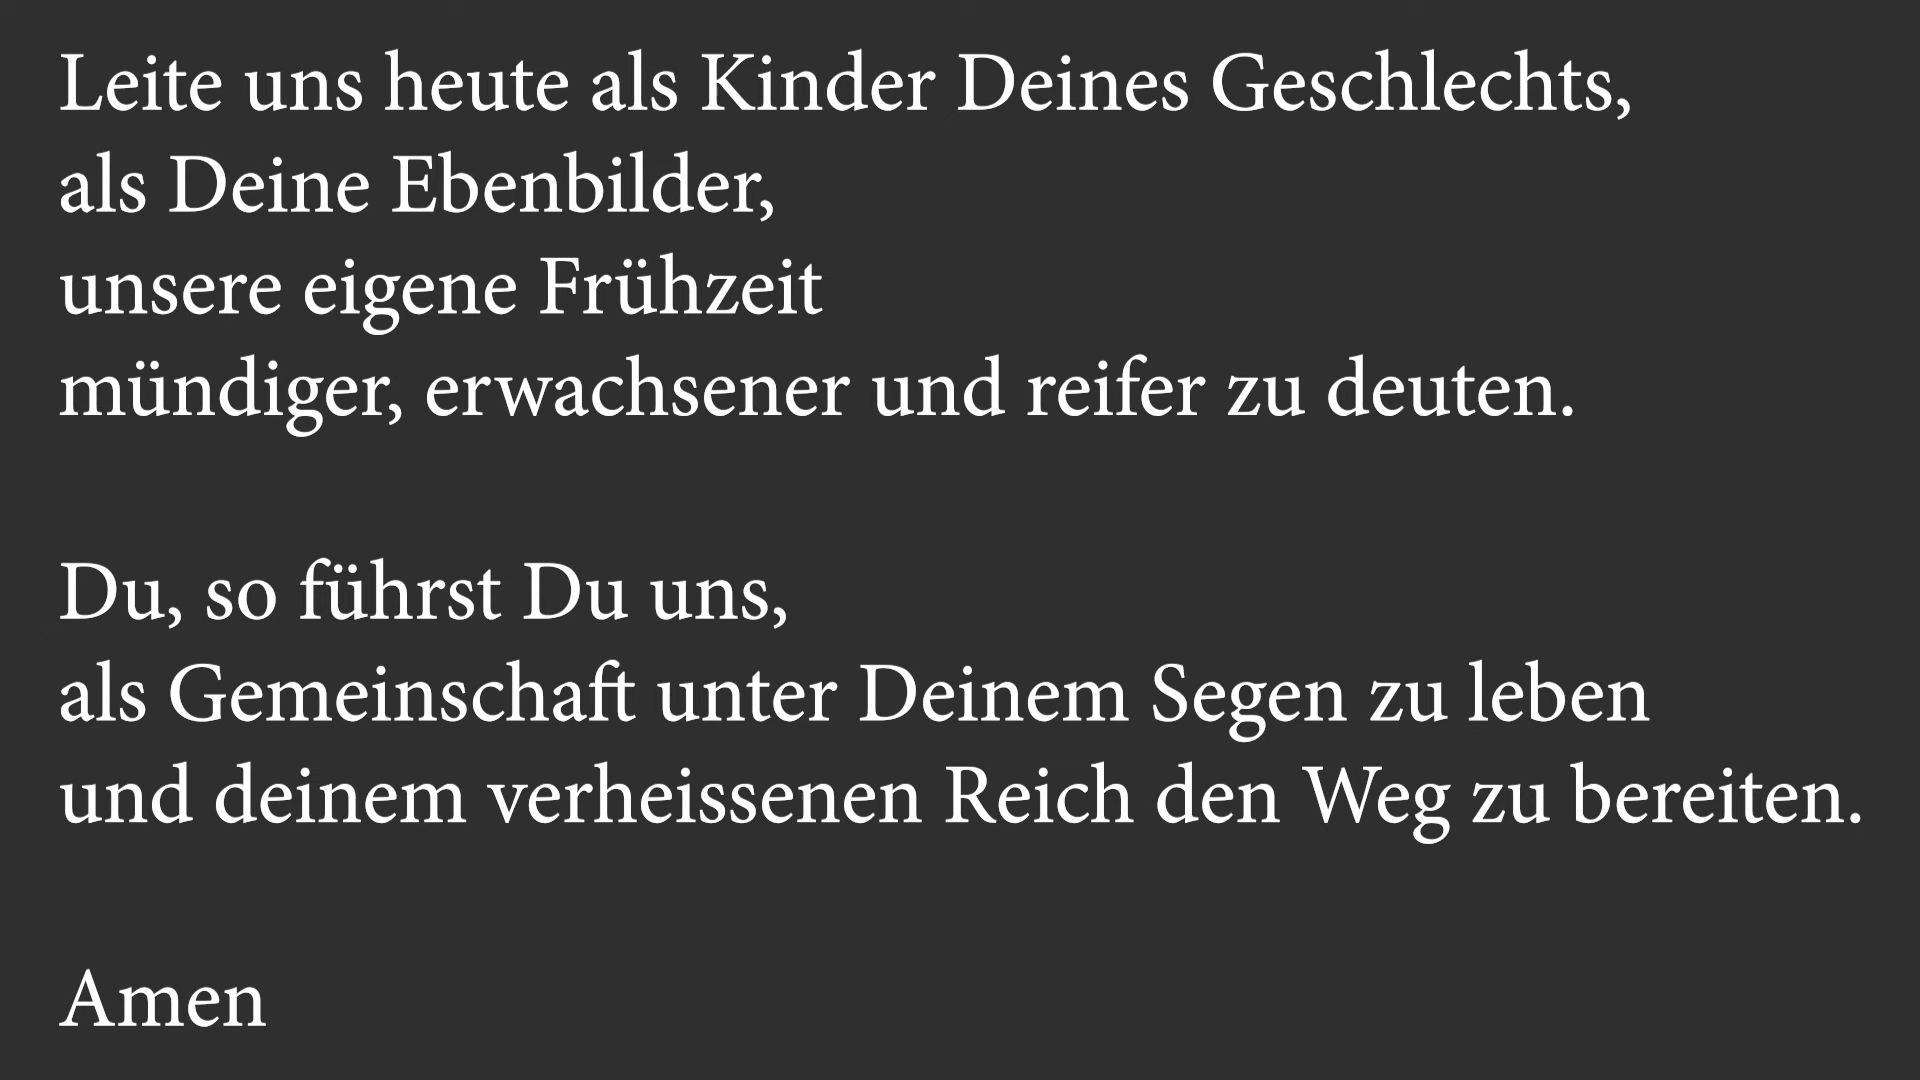 Leite uns heute als Kinder Deines Geschlechts,
als Deine Ebenbilder,
unsere eigene Frühzeit
mündiger, erwachsener und reifer zu deuten.
Du, so führst Du uns,
als Gemeinschaft unter Deinem Segen zu leben
und deinem verheissenen Reich den Weg zu bereiten.
Amen